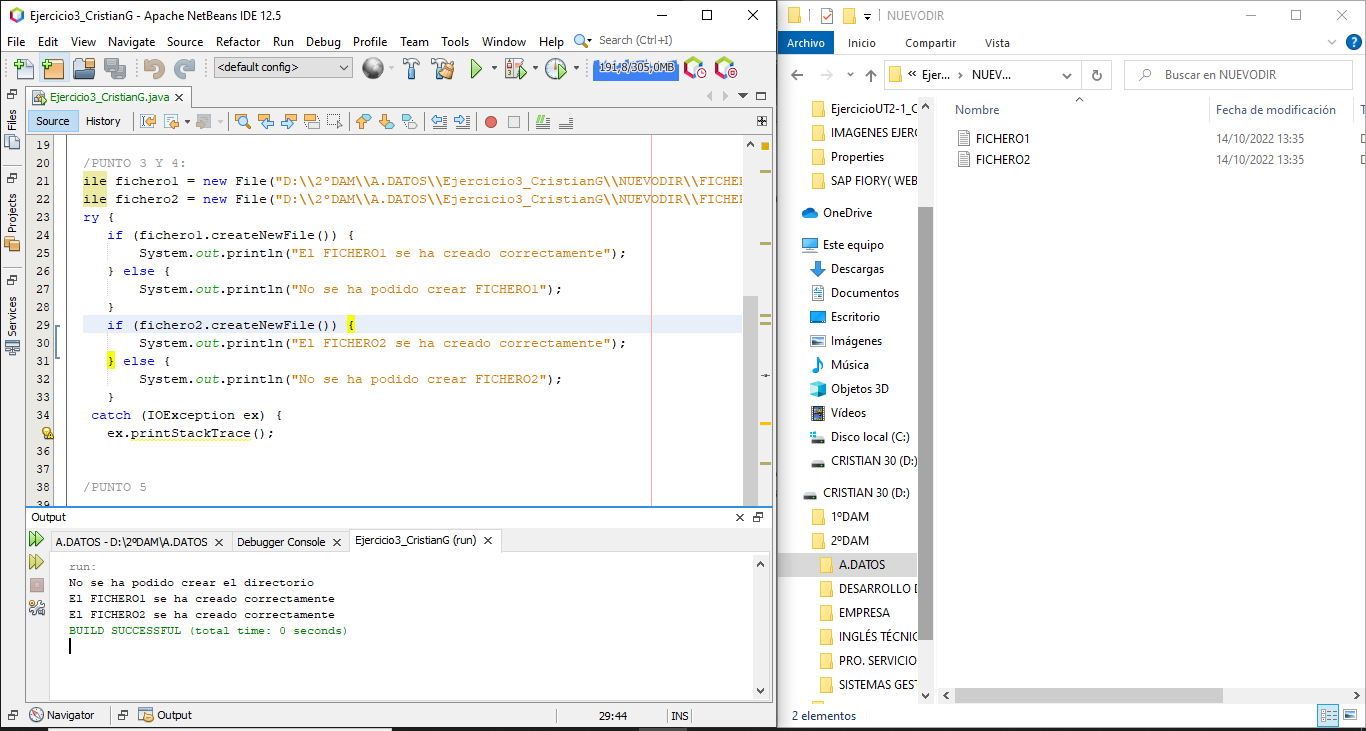 Ejercicio3_CristianG - Apache NetBeans IDE 12.5
File Edit View Navigate Source Refactor Run Debug Profile Team Tools Window Help Search (Ctrl+I)
<default config> 191,8/305,0MB
Ejercicio3_CristianG.java
Source History
Files
Projects
Services
19
20 /PUNTO 3 Y 4:
21 ile fichero1 = new File("D:\\2ºDAM\\A.DATOS\\Ejercicio3_CristianG\\NUEVODIR\\FICHER
22 ile fichero2 = new File("D:\\2ºDAM\\A.DATOS\\Ejercicio3_CristianG\\NUEVODIR\\FICHER
23 ry {
24 if (fichero1.createNewFile()) {
25 System.out.println("El FICHERO1 se ha creado correctamente");
26 } else {
27 System.out.println("No se ha podido crear FICHERO1");
28 }
29 if (fichero2.createNewFile()) {
30 System.out.println("El FICHERO2 se ha creado correctamente");
31 } else {
32 System.out.println("No se ha podido crear FICHERO2");
33 }
34 catch (IOException ex) {
ex.printStackTrace();
36
37
38 /PUNTO 5
39
Output
A.DATOS - D:\2ºDAM\A.DATOS Debugger Console Ejercicio3_CristianG (run)
run:
No se ha podido crear el directorio
El FICHERO1 se ha creado correctamente
El FICHERO2 se ha creado correctamente
BUILD SUCCESSFUL (total time: 0 seconds)
Navigator Output 29:44 INS
NUEVODIR
Archivo Inicio Compartir Vista
« Ejer... › NUEV... Buscar en NUEVODIR
EjercicioUT2-1_C
IMAGENES EJERC
Properties
SAP FIORY( WEB
OneDrive
Este equipo
Descargas
Documentos
Escritorio
Imágenes
Música
Objetos 3D
Vídeos
Disco local (C:)
CRISTIAN 30 (D:)
CRISTIAN 30 (D:)
1ºDAM
2ºDAM
A.DATOS
DESARROLLO D
EMPRESA
INGLÉS TÉCNIC
PRO. SERVICIO
SISTEMAS GEST
Nombre Fecha de modificación T
FICHERO1 14/10/2022 13:35 D
FICHERO2 14/10/2022 13:35 D
2 elementos